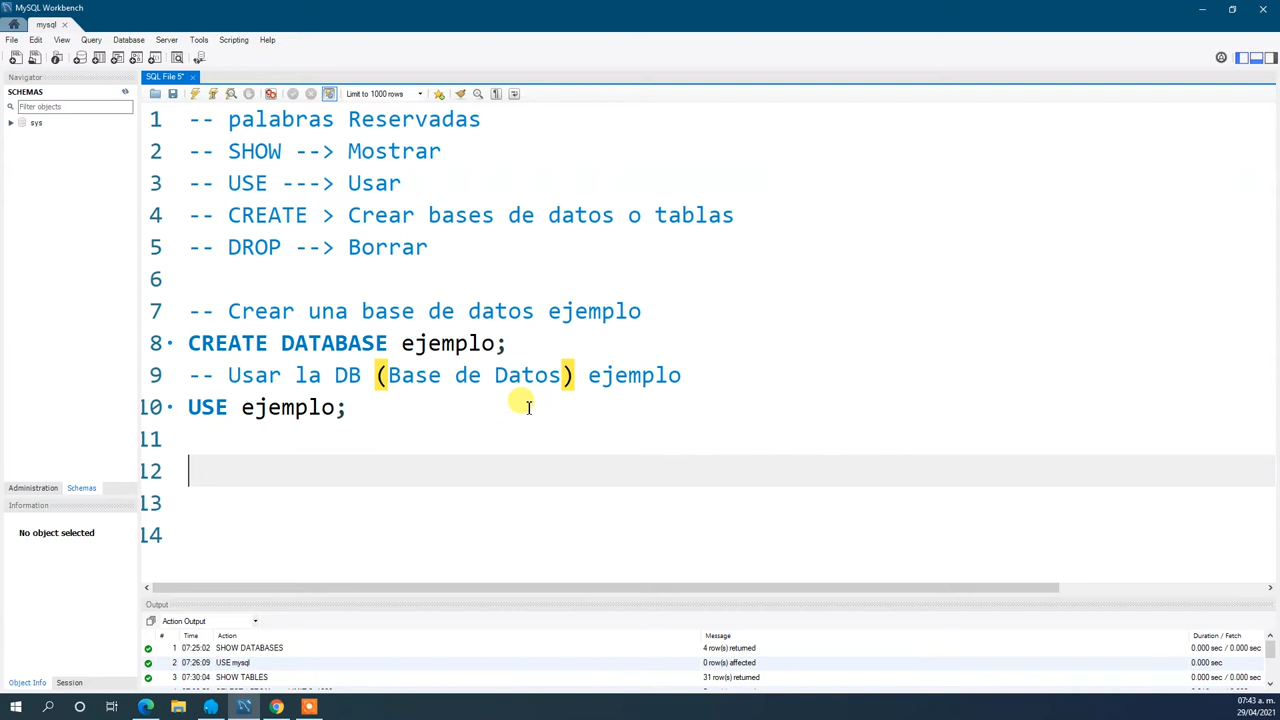 MySQL Workbench
mysql
File Edit View Query Database Server Tools Scripting Help
Navigator
SCHEMAS
Filter objects
sys
SQL File 5*
Limit to 1000 rows
1 -- palabras Reservadas
2 -- SHOW --> Mostrar
3 -- USE ---> Usar
4 -- CREATE > Crear bases de datos o tablas
5 -- DROP --> Borrar
6
7 -- Crear una base de datos ejemplo
8 CREATE DATABASE ejemplo;
9 -- Usar la DB (Base de Datos) ejemplo
10 USE ejemplo;
11
12
13
14
Administration Schemas
Information
No object selected
Object Info Session
Output
Action Output
# Time Action Message Duration / Fetch
1 07:25:02 SHOW DATABASES 4 row(s) returned 0.000 sec / 0.000 sec
2 07:26:09 USE mysql 0 row(s) affected 0.000 sec
3 07:30:04 SHOW TABLES 31 row(s) returned 0.000 sec / 0.000 sec
07:43 a. m.
29/04/2021